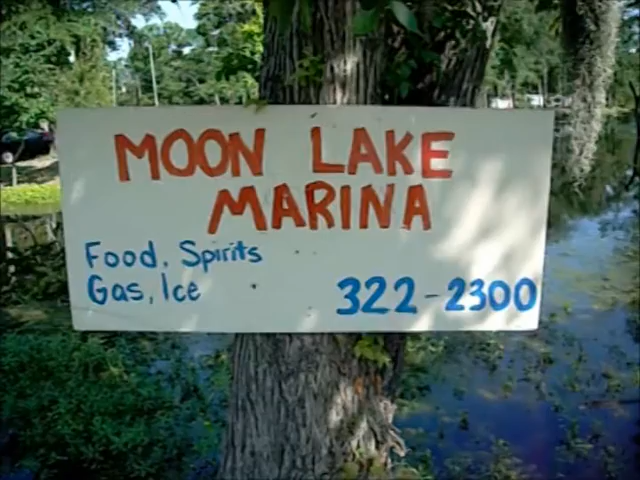 MOON LAKE
MARINA
Food, Spirits
Gas, Ice
322-2300